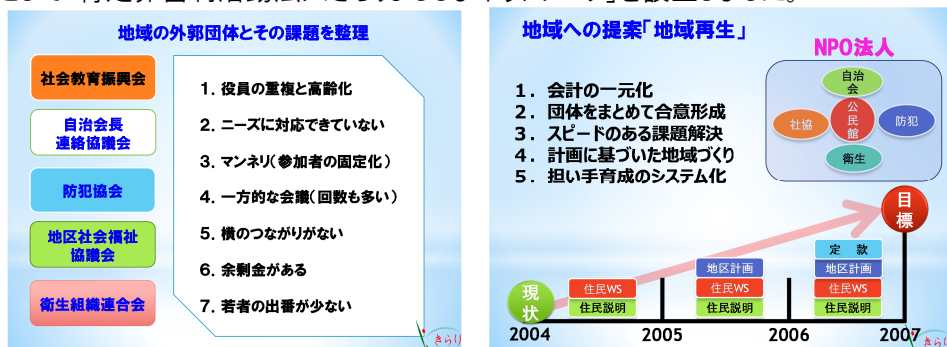 地域の外郭団体とその課題を整理
社会教育振興会
自治会長
連絡協議会
防犯協会
地区社会福祉
協議会
衛生組織連合会
1. 役員の重複と高齢化
2. ニーズに対応できていない
3. マンネリ(参加者の固定化)
4. 一方的な会議(回数も多い)
5. 横のつながりがない
6. 余剰金がある
7. 若者の出番が少ない
きらり
地域への提案「地域再生」
NPO法人
自治
会
社協
公
民
館
防犯
衛生
1. 会計の一元化
2. 団体をまとめて合意形成
3. スピードのある課題解決
4. 計画に基づいた地域づくり
5. 担い手育成のシステム化
目
標
現
状
住民WS
住民説明
地区計画
住民WS
住民説明
定 款
地区計画
住民WS
住民説明
2004
2005
2006
2007
きらり